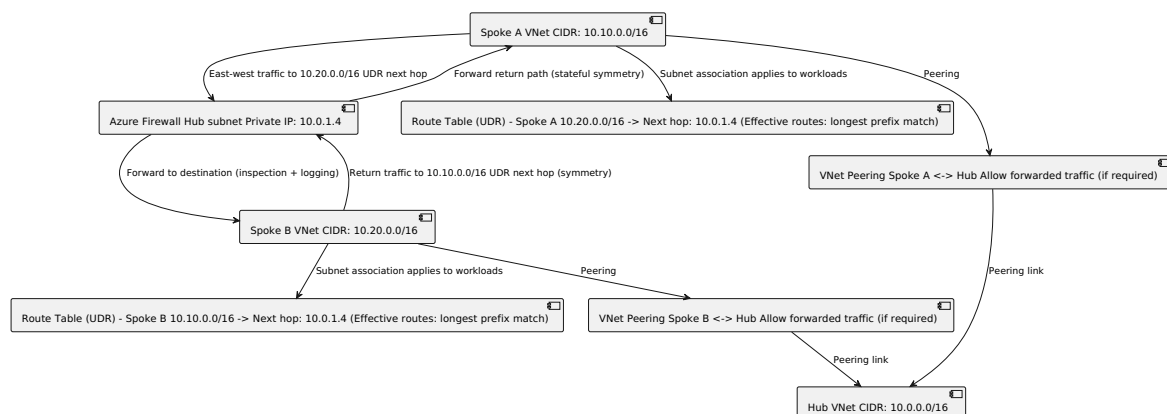 Spoke A VNet CIDR: 10.10.0.0/16
East-west traffic to 10.20.0.0/16 UDR next hop
Forward return path (stateful symmetry)
Subnet association applies to workloads
Peering
Azure Firewall Hub subnet Private IP: 10.0.1.4
Route Table (UDR) - Spoke A 10.20.0.0/16 -> Next hop: 10.0.1.4 (Effective routes: longest prefix match)
Forward to destination (inspection + logging)
Return traffic to 10.10.0.0/16 UDR next hop (symmetry)
VNet Peering Spoke A <-> Hub Allow forwarded traffic (if required)
Spoke B VNet CIDR: 10.20.0.0/16
Subnet association applies to workloads
Peering
Peering link
Route Table (UDR) - Spoke B 10.10.0.0/16 -> Next hop: 10.0.1.4 (Effective routes: longest prefix match)
VNet Peering Spoke B <-> Hub Allow forwarded traffic (if required)
Peering link
Hub VNet CIDR: 10.0.0.0/16